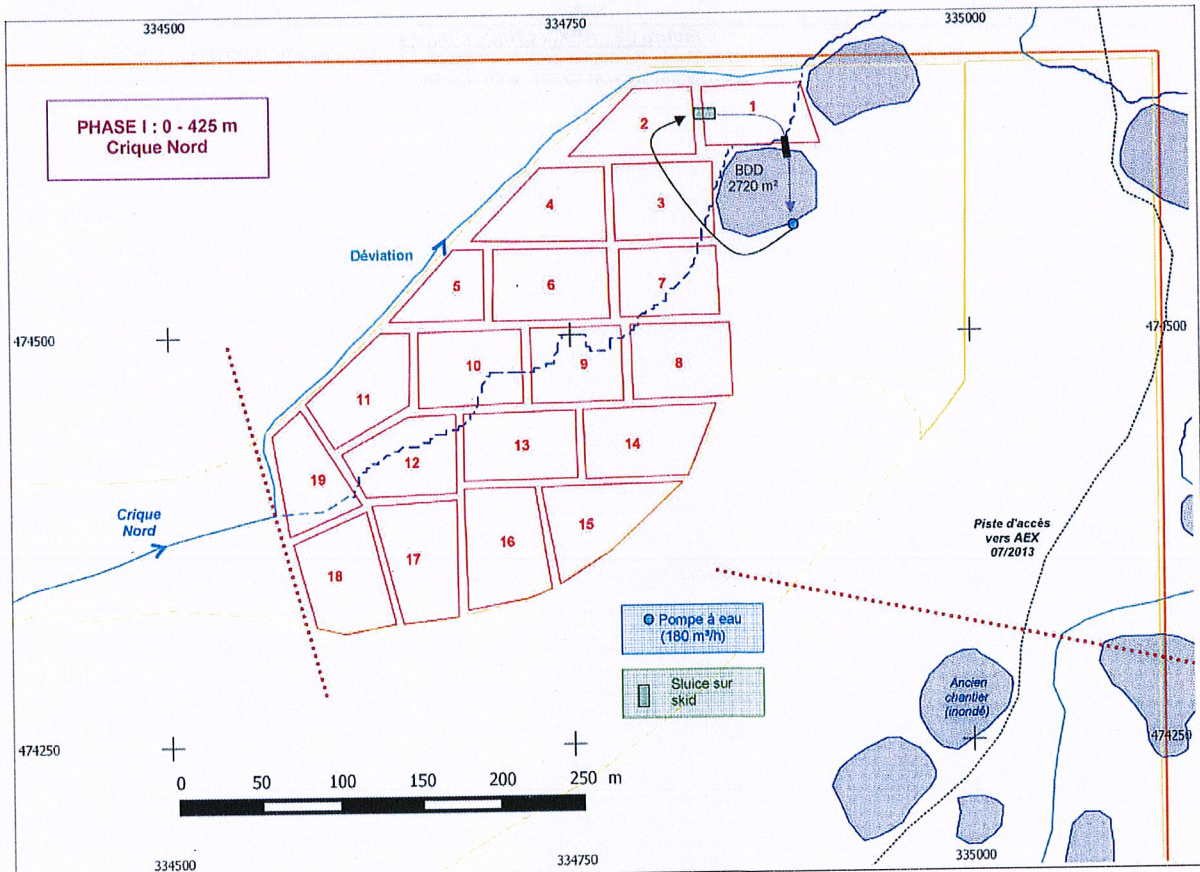 334500
334750
335000
PHASE I : 0 - 425 m
Crique Nord
2
1
BDD
2720 m²
4
3
Déviation
5
6
7
474500
474500
10
9
8
11
12
13
14
19
Crique
Nord
15
16
17
18
Piste d'accès
vers AEX
07/2013
Pompe à eau
(180 m³/h)
Sluice sur
skid
Ancien
chantier
(inondé)
474250
474250
0 50 100 150 200 250 m
334500
334750
335000